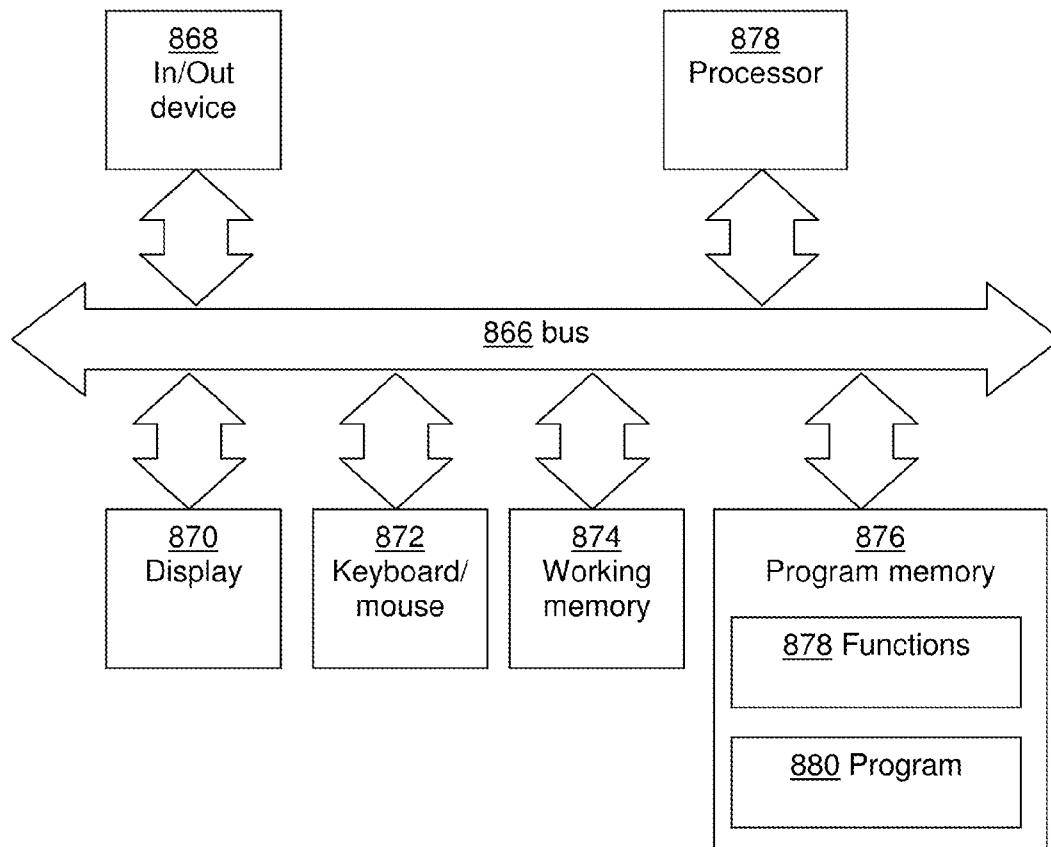 868
In/Out
device
878
Processor
866 bus
870
Display
872
Keyboard/
mouse
874
Working
memory
876
Program memory
878 Functions
880 Program